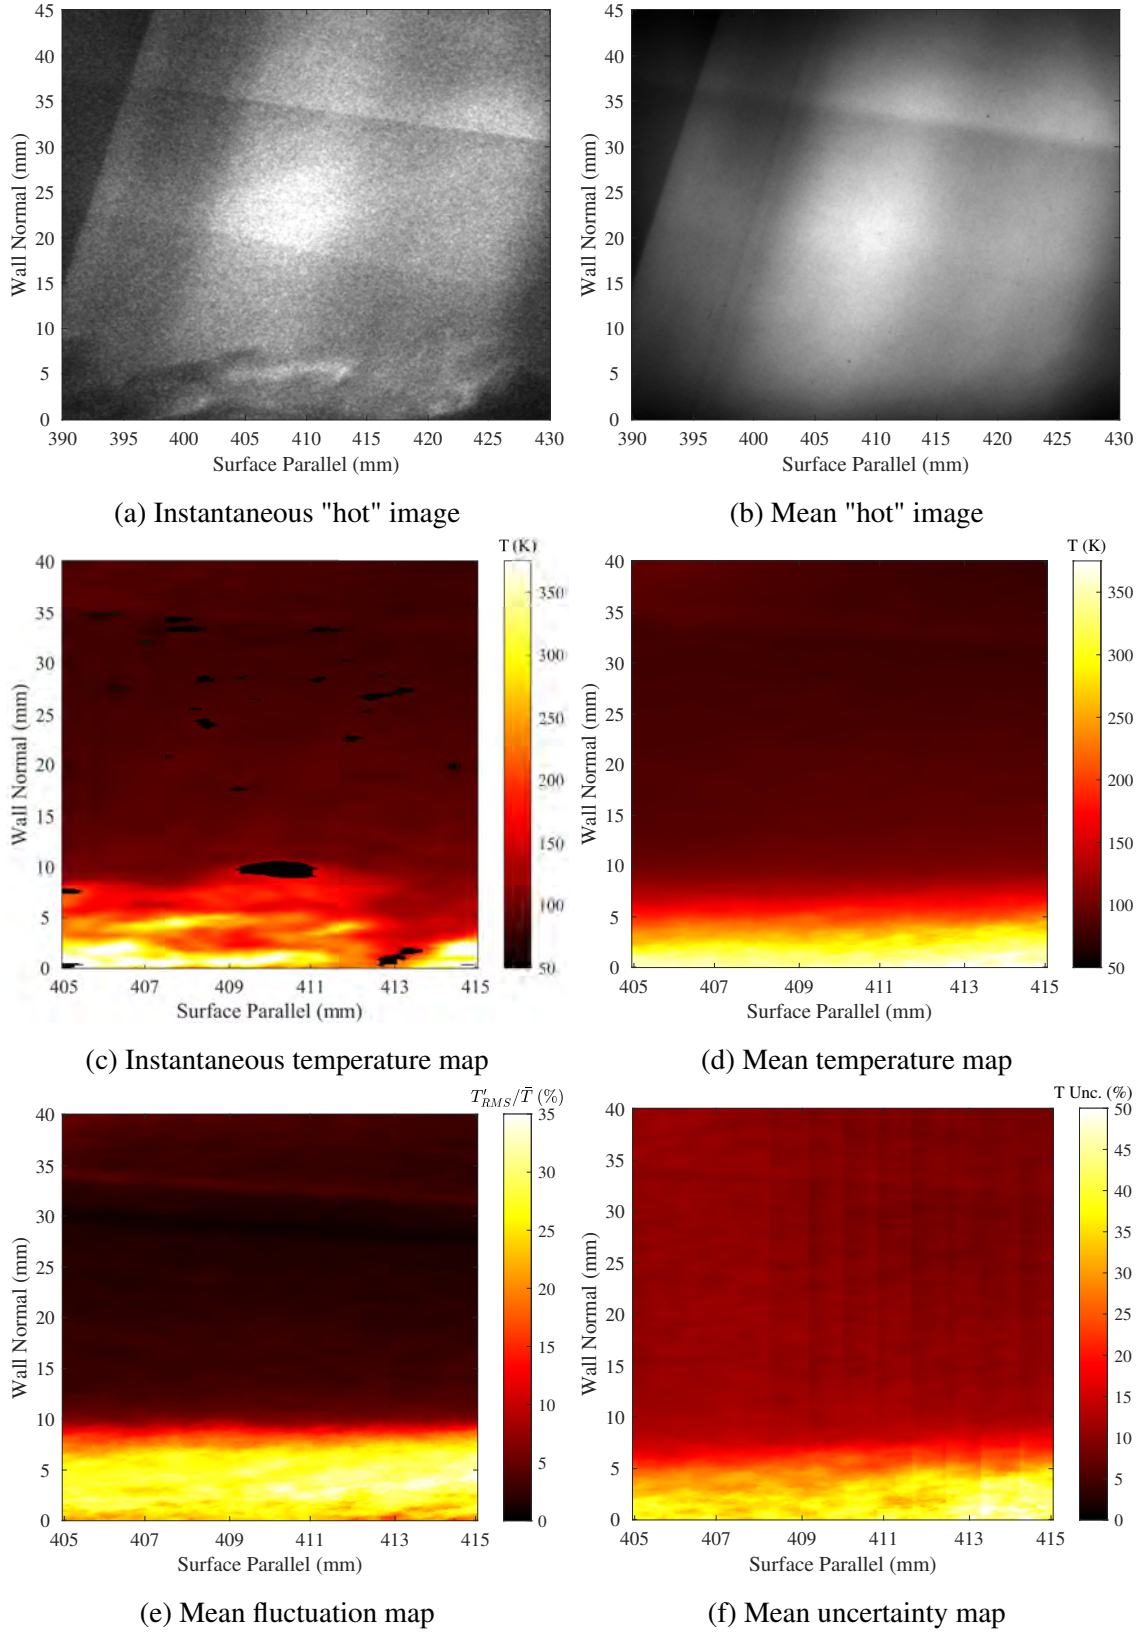 45 45
40 40
35 35
30 30
25 25
20 20
15 15
10 10
5 5
0 0
Wall Normal (mm) Wall Normal (mm)
390 395 400 405 410 415 420 425 430 390 395 400 405 410 415 420 425 430
Surface Parallel (mm) Surface Parallel (mm)
(a) Instantaneous "hot" image (b) Mean "hot" image
T (K) T (K)
40 40
350 350
35 35
30 300 30 300
25 250 25 250
Wall Normal (mm) Wall Normal (mm)
20 20
200 200
15 15
150 150
10 10
5 100 5 100
0 50 0 50
405 407 409 411 413 415 405 407 409 411 413 415
Surface Parallel (mm) Surface Parallel (mm)
(c) Instantaneous temperature map (d) Mean temperature map
T′RMS/T̄ (%) T Unc. (%)
40 35 40 50
35 30 35 45
30 30 40
25 25 25 35
20 20 20 30
Wall Normal (mm) Wall Normal (mm)
15 15 15 25
10 10 10 20
5 5 5 15
10
5
0 0 0 0
405 407 409 411 413 415 405 407 409 411 413 415
Surface Parallel (mm) Surface Parallel (mm)
(e) Mean fluctuation map (f) Mean uncertainty map